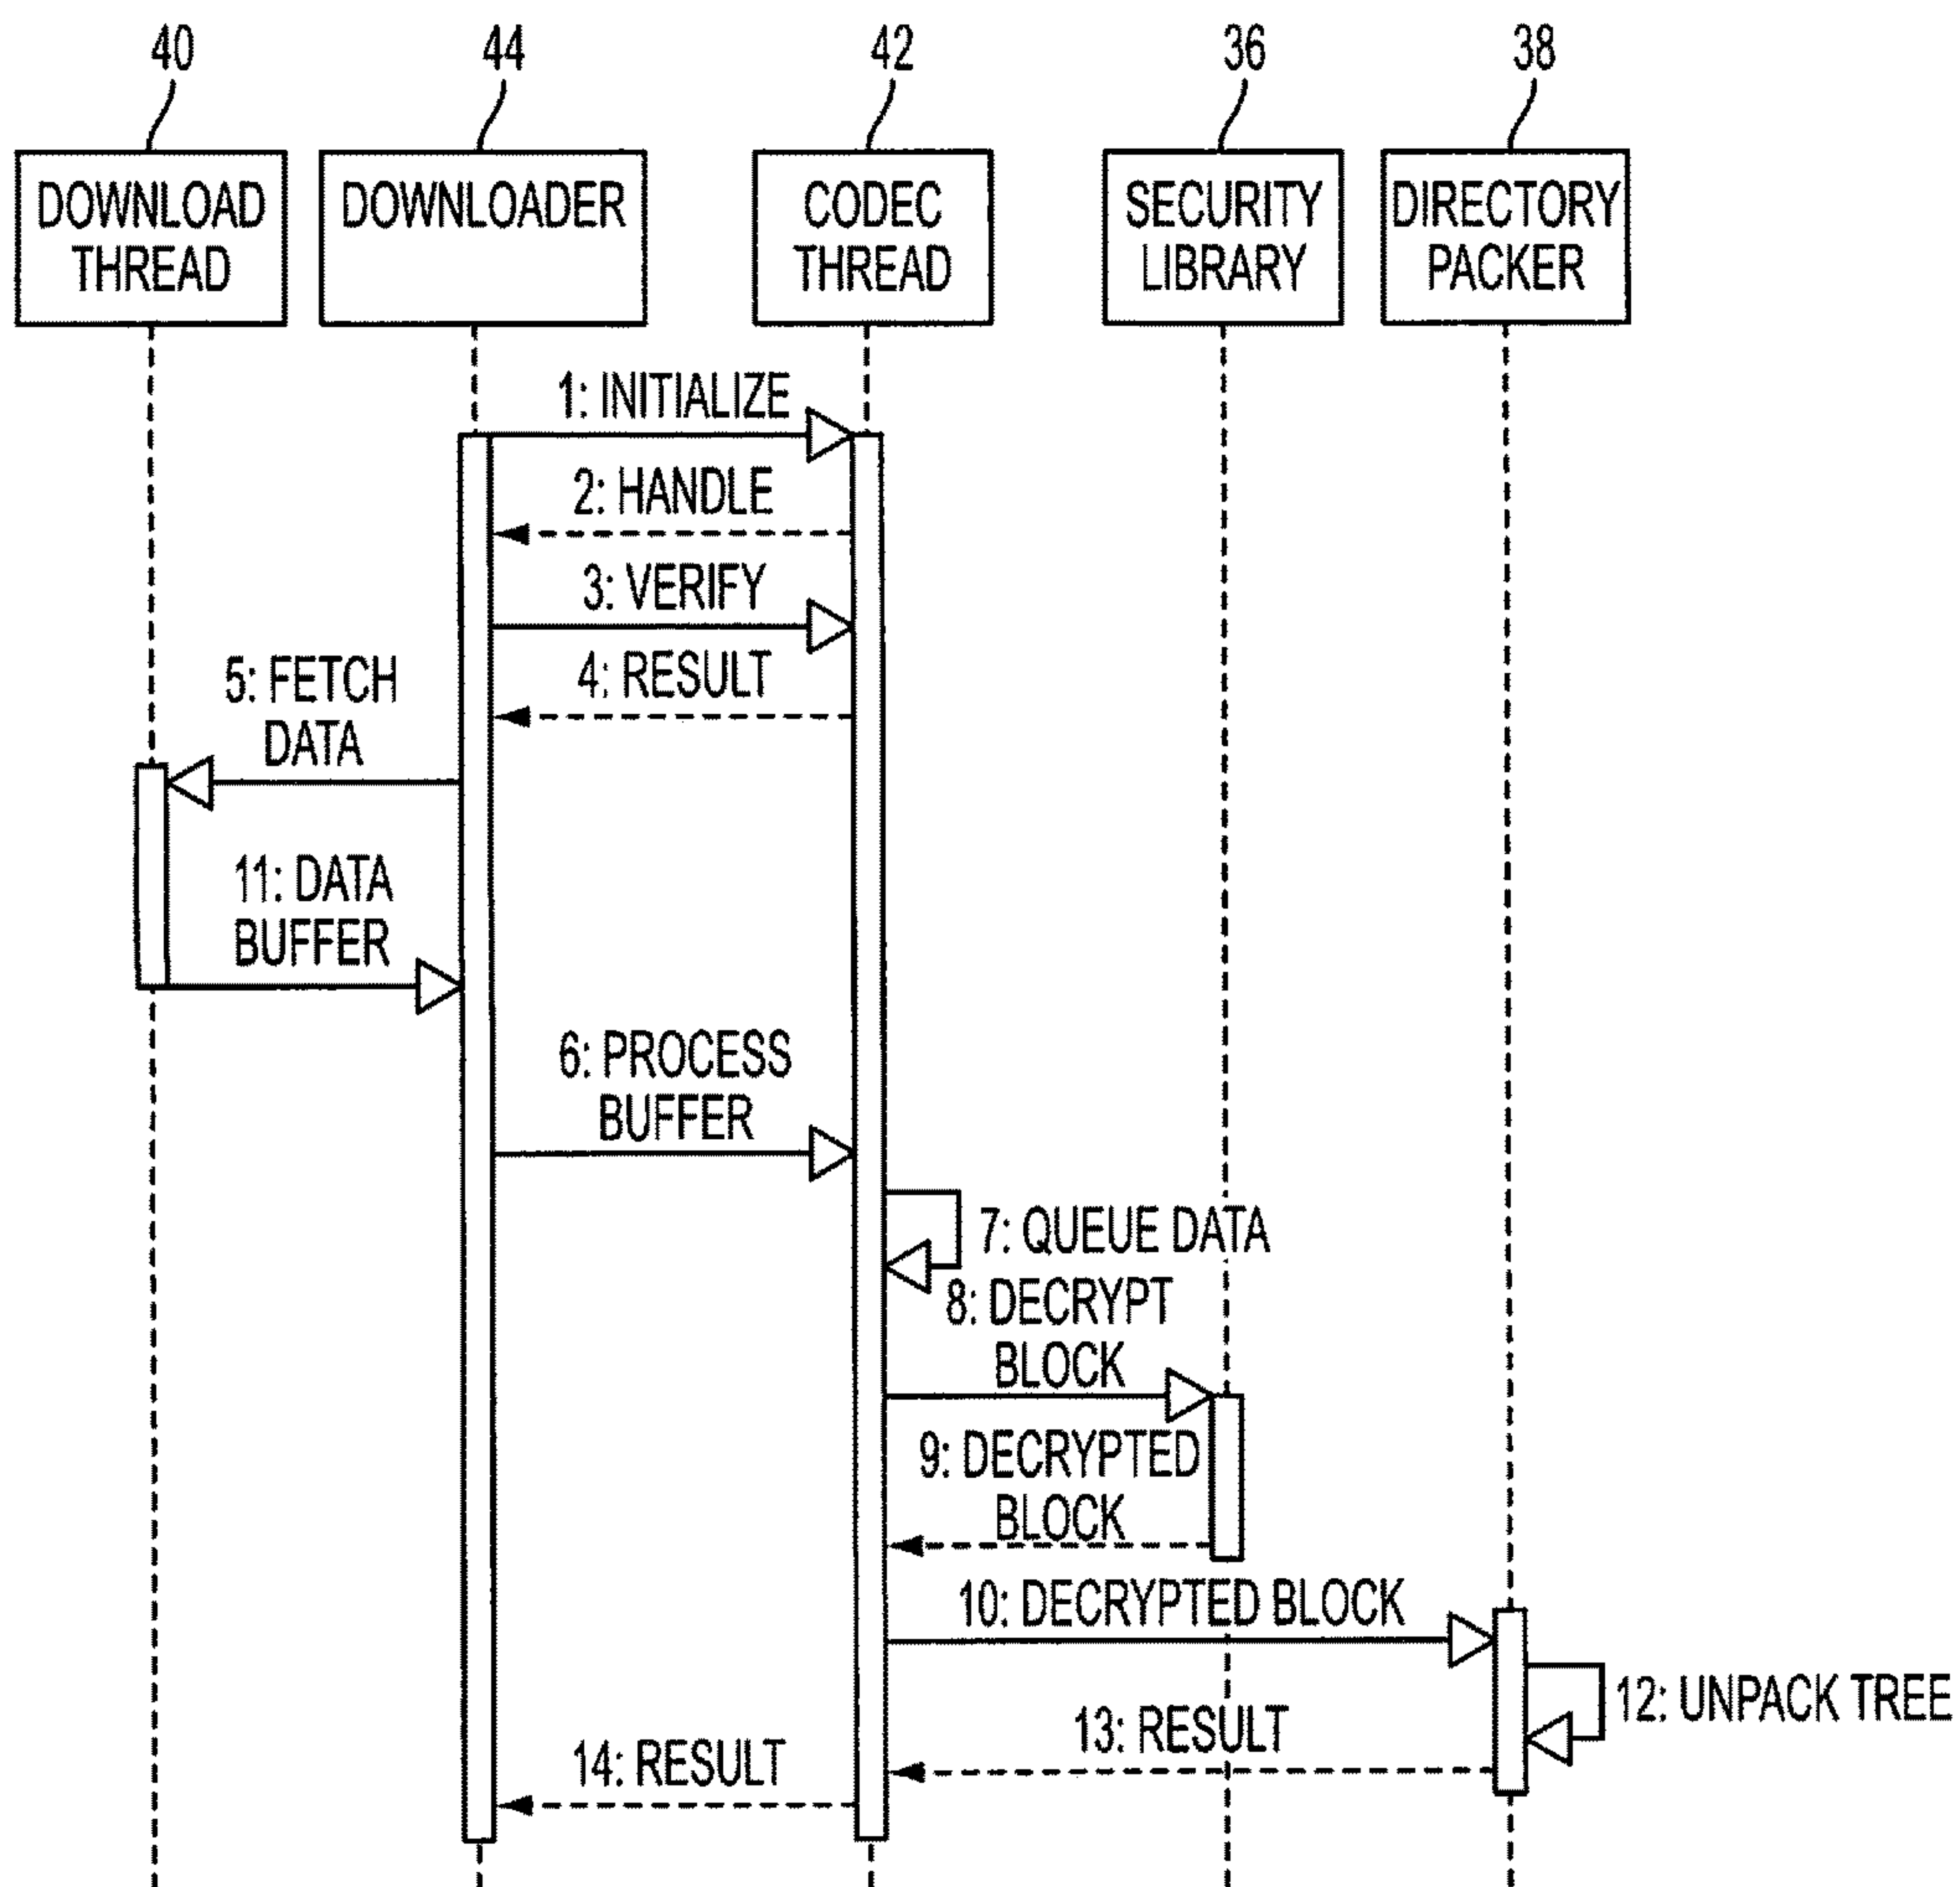 40
44
42
36
38
DOWNLOAD
THREAD
DOWNLOADER
CODEC
THREAD
SECURITY
LIBRARY
DIRECTORY
PACKER
1: INITIALIZE
2: HANDLE
3: VERIFY
4: RESULT
5: FETCH
DATA
11: DATA
BUFFER
6: PROCESS
BUFFER
7: QUEUE DATA
8: DECRYPT
BLOCK
9: DECRYPTED
BLOCK
10: DECRYPTED BLOCK
12: UNPACK TREE
13: RESULT
14: RESULT